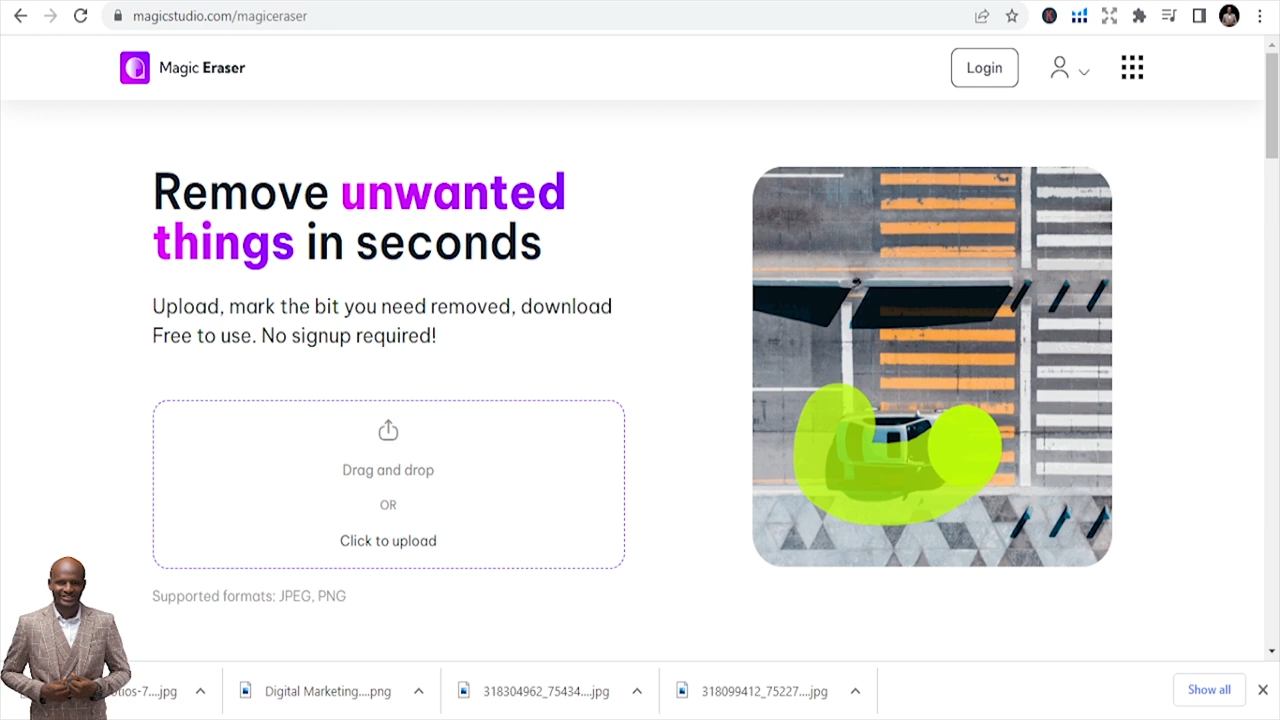 magicstudio.com/magiceraser
Magic Eraser
Login
Remove unwanted
things in seconds
Upload, mark the bit you need removed, download
Free to use. No signup required!
Drag and drop
OR
Click to upload
Supported formats: JPEG, PNG
Digital Marketing....png
318304962_75434...jpg
318099412_75227...jpg
Show all